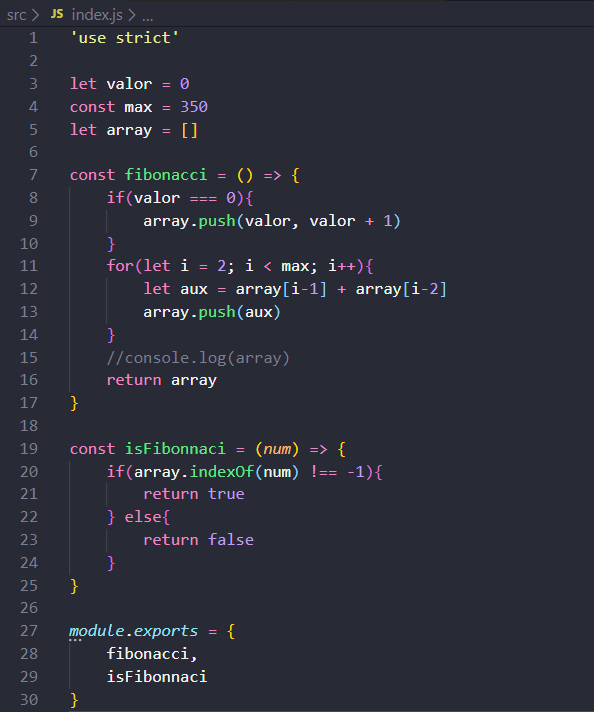 src > JS index.js > ...
1 'use strict'
2
3 let valor = 0
4 const max = 350
5 let array = []
6
7 const fibonacci = () => {
8     if(valor === 0){
9         array.push(valor, valor + 1)
10     }
11     for(let i = 2; i < max; i++){
12         let aux = array[i-1] + array[i-2]
13         array.push(aux)
14     }
15     //console.log(array)
16     return array
17 }
18
19 const isFibonnaci = (num) => {
20     if(array.indexOf(num) !== -1){
21         return true
22     } else{
23         return false
24     }
25 }
26
27 module.exports = {
28     fibonacci,
29     isFibonnaci
30 }